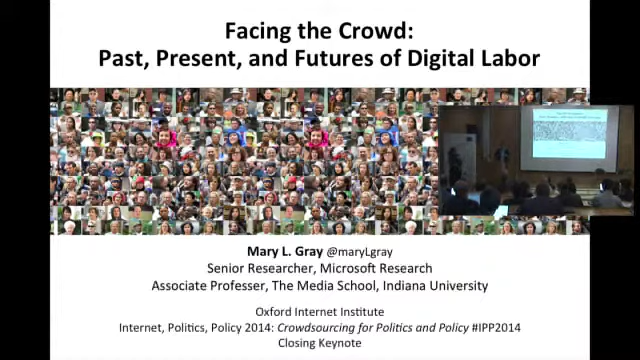 Facing the Crowd:
Past, Present, and Futures of Digital Labor
Mary L. Gray @maryLgray
Senior Researcher, Microsoft Research
Associate Professor, The Media School, Indiana University
Oxford Internet Institute
Internet, Politics, Policy 2014: Crowdsourcing for Politics and Policy #IPP2014
Closing Keynote